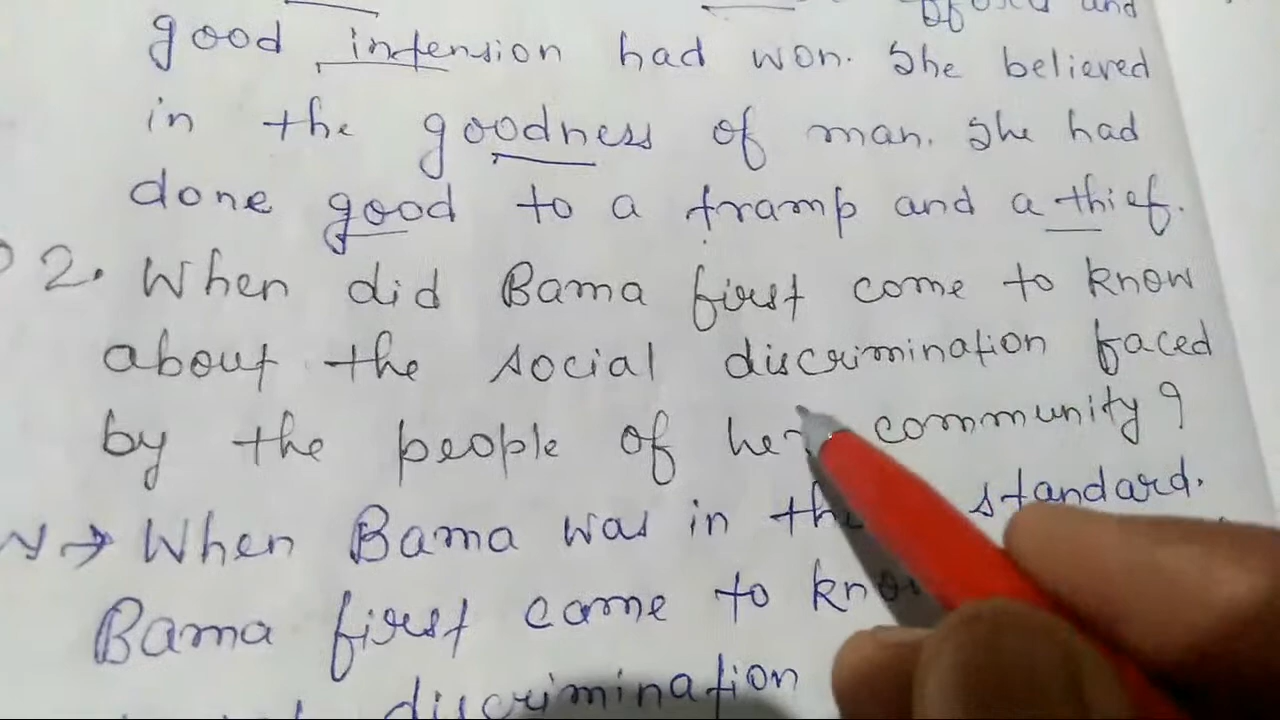 and
good intension had won. She believed
in the goodness of man. She had
done good to a tramp and a thief.
2. When did Bama first come to know
about the social discrimination faced
by the people of her community?
→ When Bama was in the standard.
Bama first came to
discrimination